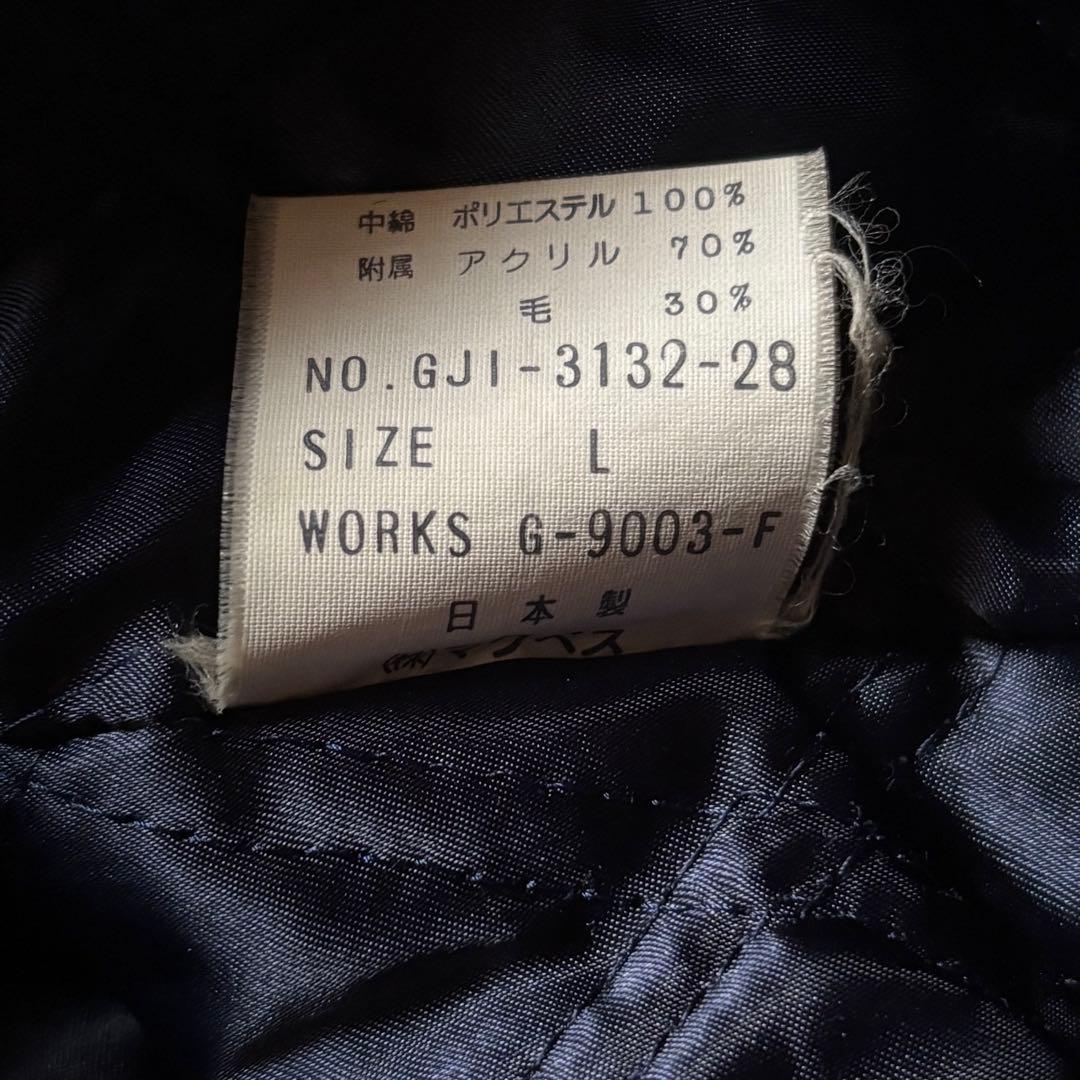 中綿 ポリエステル 100%
附属 アクリル 70%
毛 30%
NO.GJ1-3132-28
SIZE L
WORKS G-9003-F
日本製
(株)マクベス